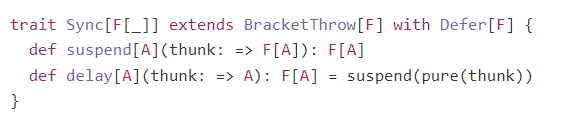 trait Sync[F[_]] extends BracketThrow[F] with Defer[F] {
def suspend[A](thunk: => F[A]): F[A]
def delay[A](thunk: => A): F[A] = suspend(pure(thunk))
}